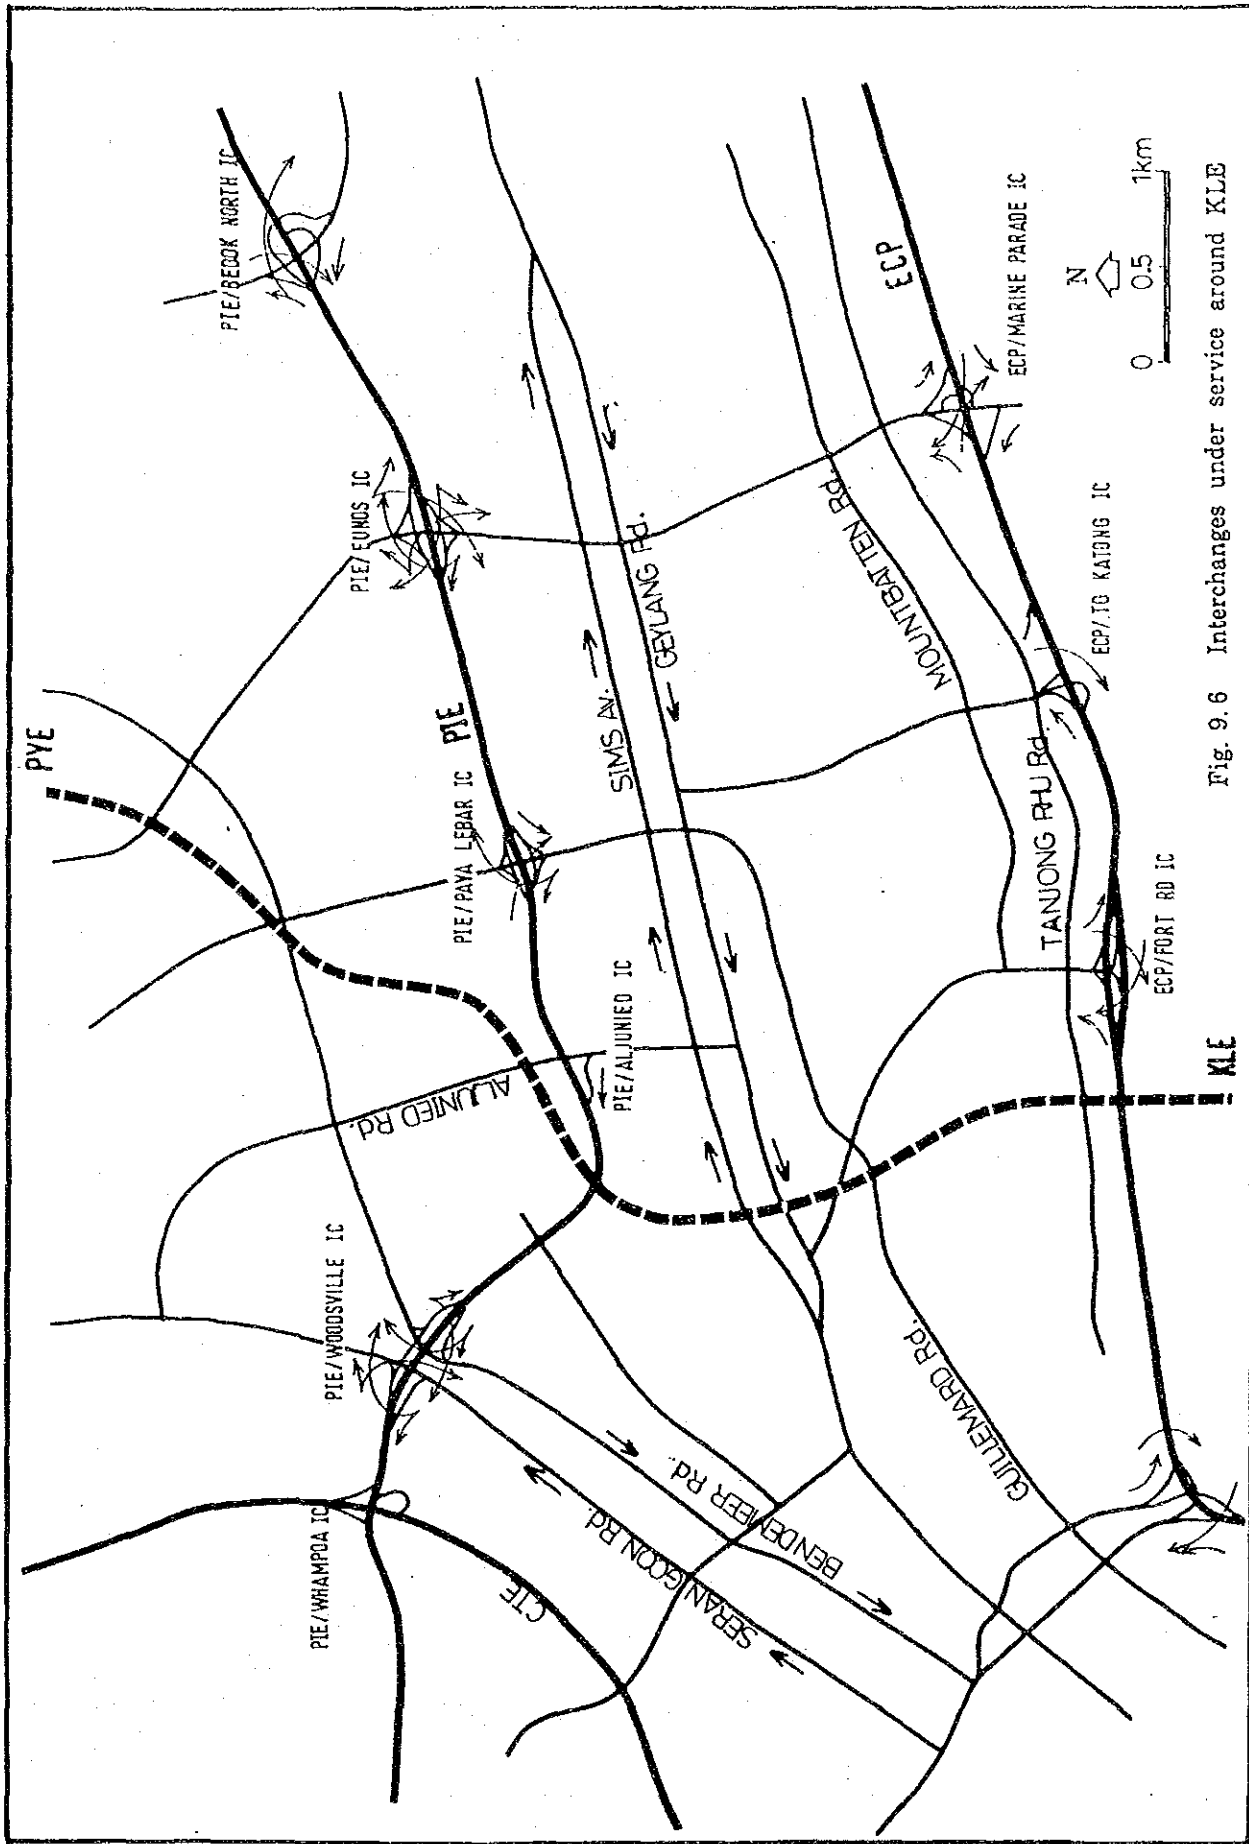 PYE
PIE/BEDOK NORTH IC
PIE/EUNOS IC
PIE
PIE/PAYA LEBAR IC
PIE/ALJUNIED IC
ALJUNIED Rd.
PIE/WOODSVILLE IC
PIE/WHAMPOA IC
CTE
SERANGOON Rd.
BENDEMEER Rd.
SIMS AV.
GEYLANG Rd.
GUILLEMARD Rd.
MOUNTBATTEN Rd.
TANJONG RHU Rd.
ECP
ECP/MARINE PARADE IC
ECP/TO KATONG IC
ECP/FORT RD IC
KLE
N
0 0.5 1km
Fig. 9.6 Interchanges under service around KLE